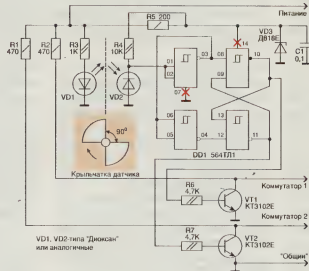 R5 200
Питание
R1
470
R2
470
R3
1K
R4
10K
14
VD3
Д818Е
C1
0,1
01
02
03
08
09
10
07
VD1
VD2
90°
06
05
04
13
12
11
DD1 564ТЛ1
Крыльчатка датчика
R6
4,7K
VT1
КТ3102Е
Коммутатор 1
Коммутатор 2
R7
4,7K
VT2
КТ3102Е
VD1, VD2-типа "Диоксан"
или аналогичные
"Общий"